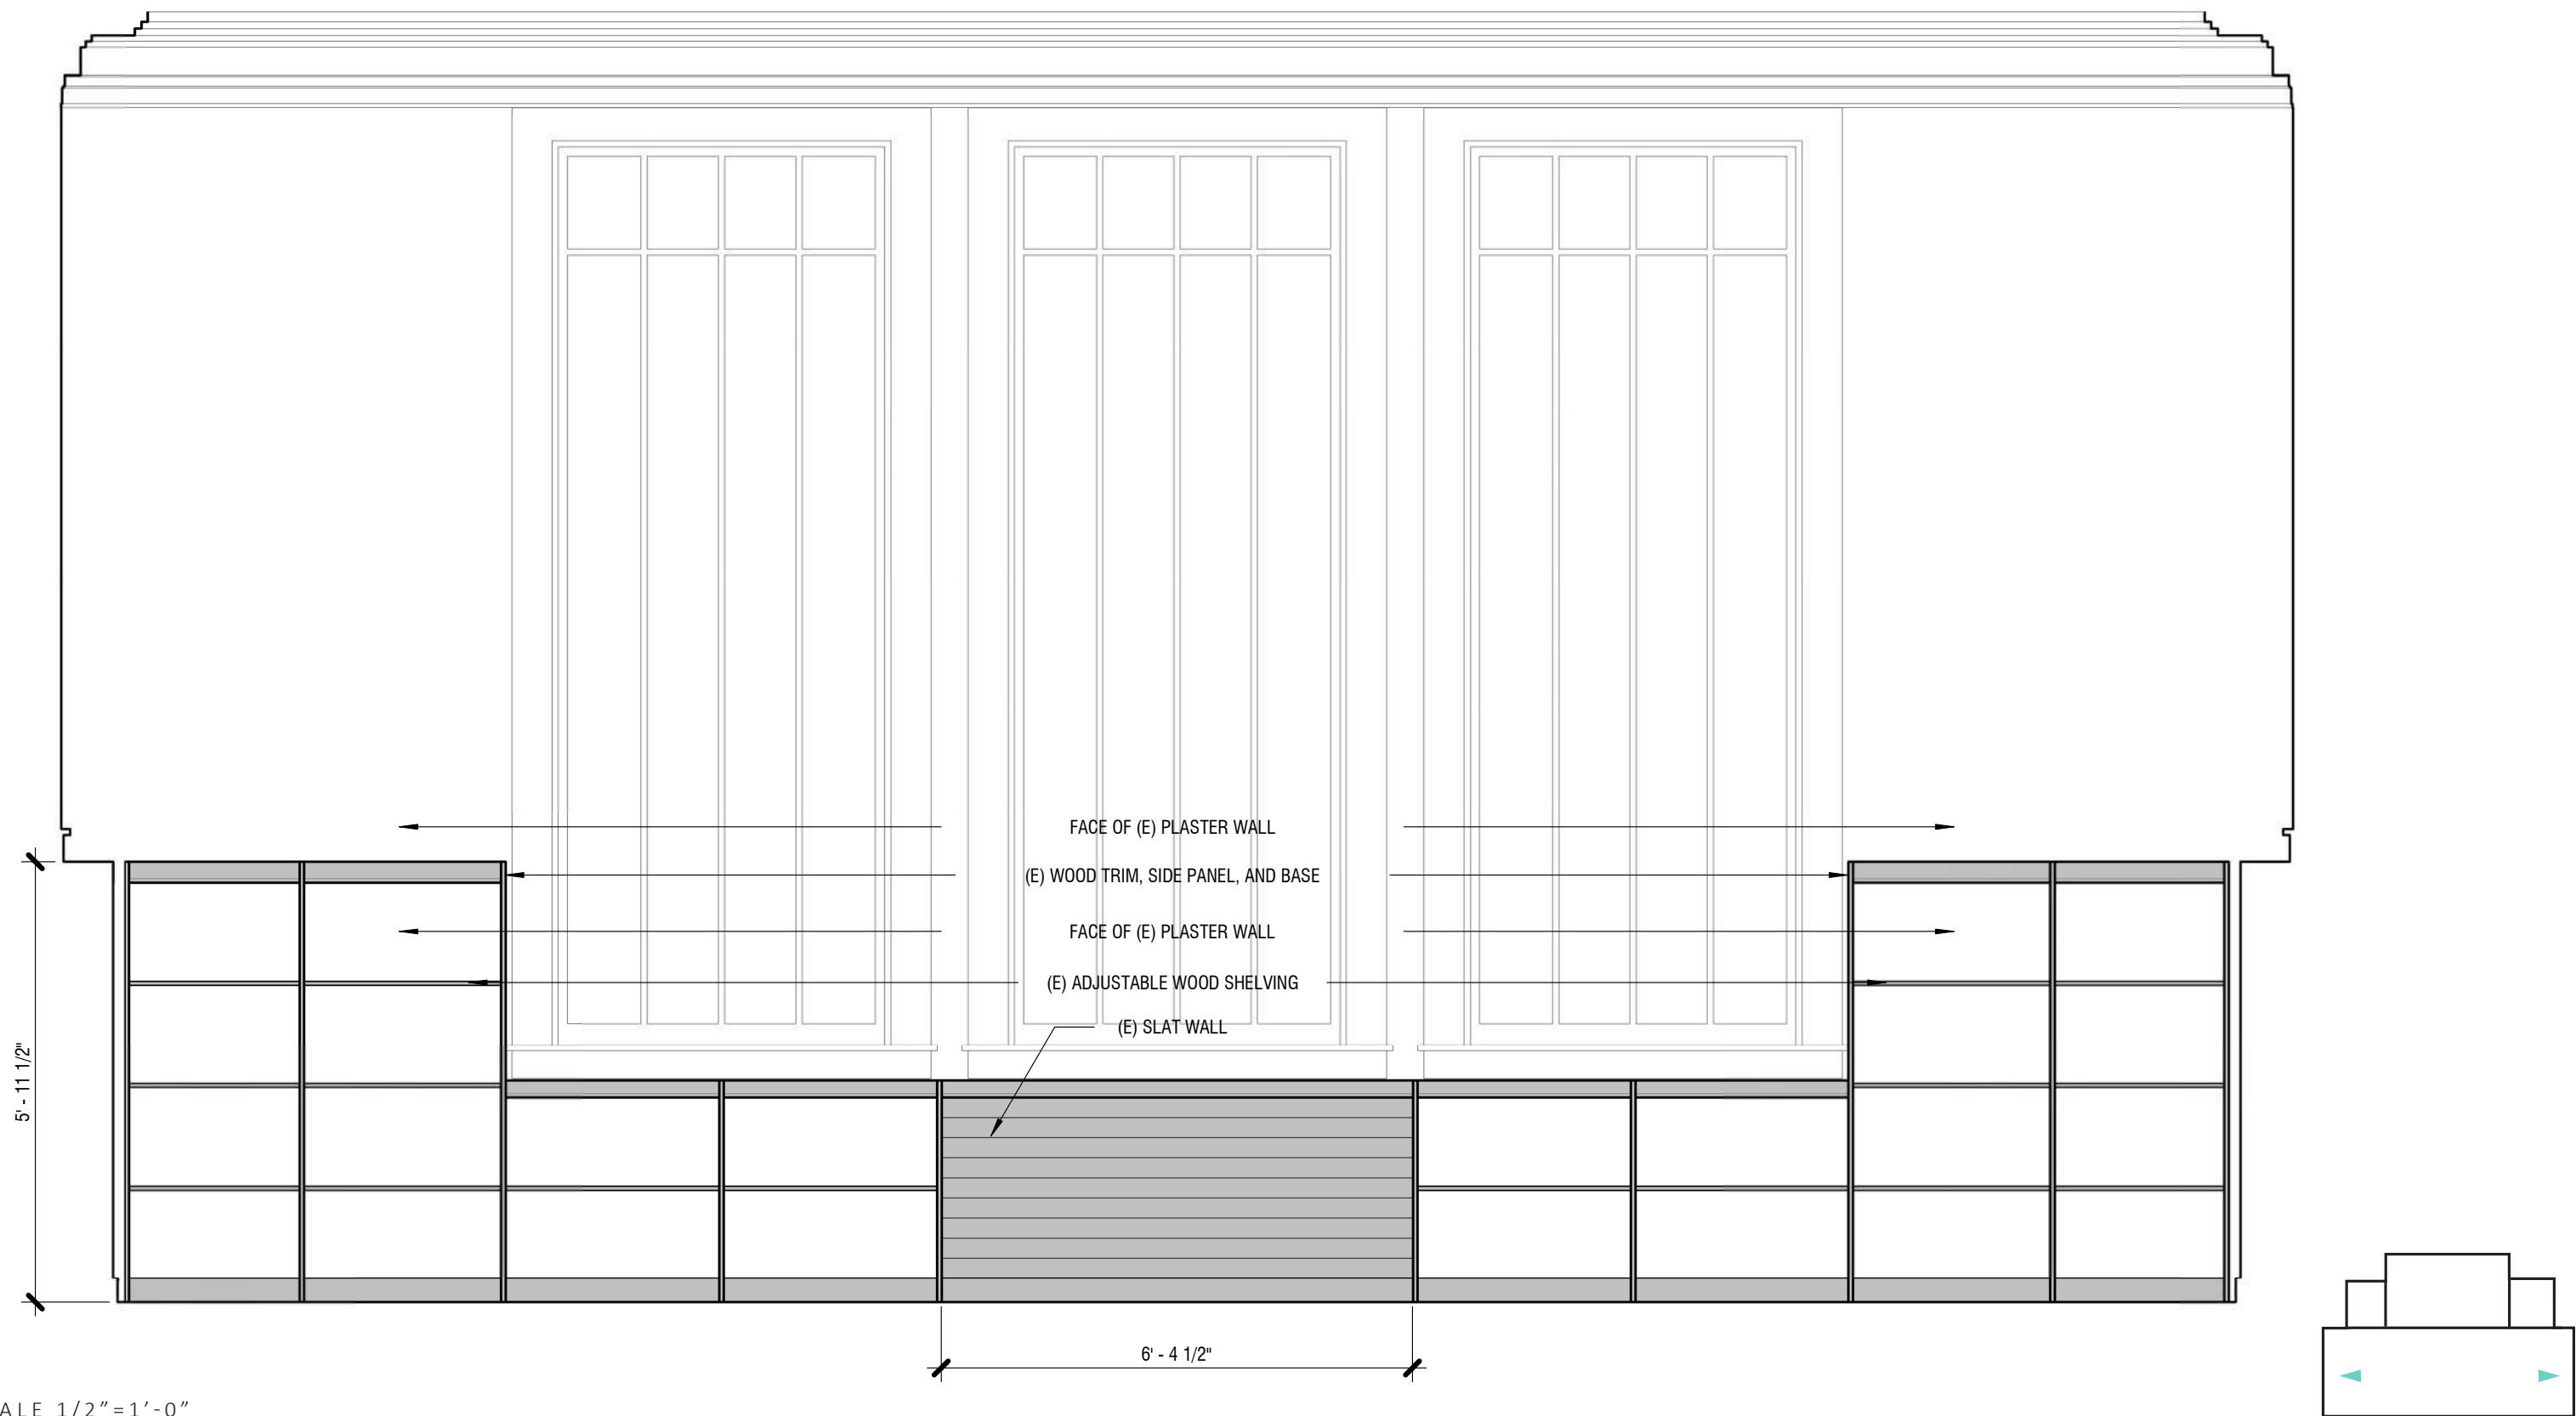 FACE OF (E) PLASTER WALL
(E) WOOD TRIM, SIDE PANEL, AND BASE
FACE OF (E) PLASTER WALL
(E) ADJUSTABLE WOOD SHELVING
(E) SLAT WALL
5' - 11 1/2"
6' - 4 1/2"
ALE 1/2"=1'-0"